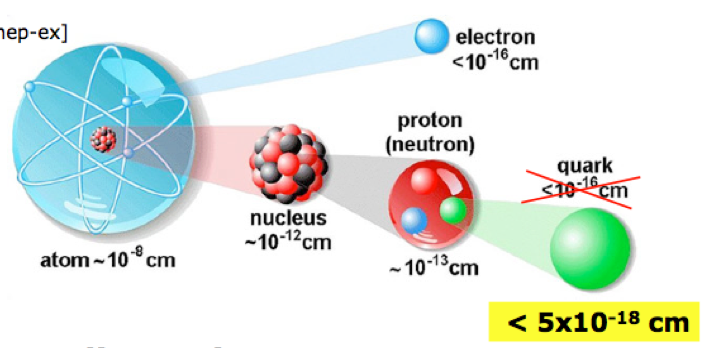 hep-ex]
electron
<10⁻¹⁶cm
proton
(neutron)
quark
<10⁻¹⁶cm
nucleus
~10⁻¹²cm
atom ~ 10⁻⁸ cm
~ 10⁻¹³cm
< 5x10⁻¹⁸ cm